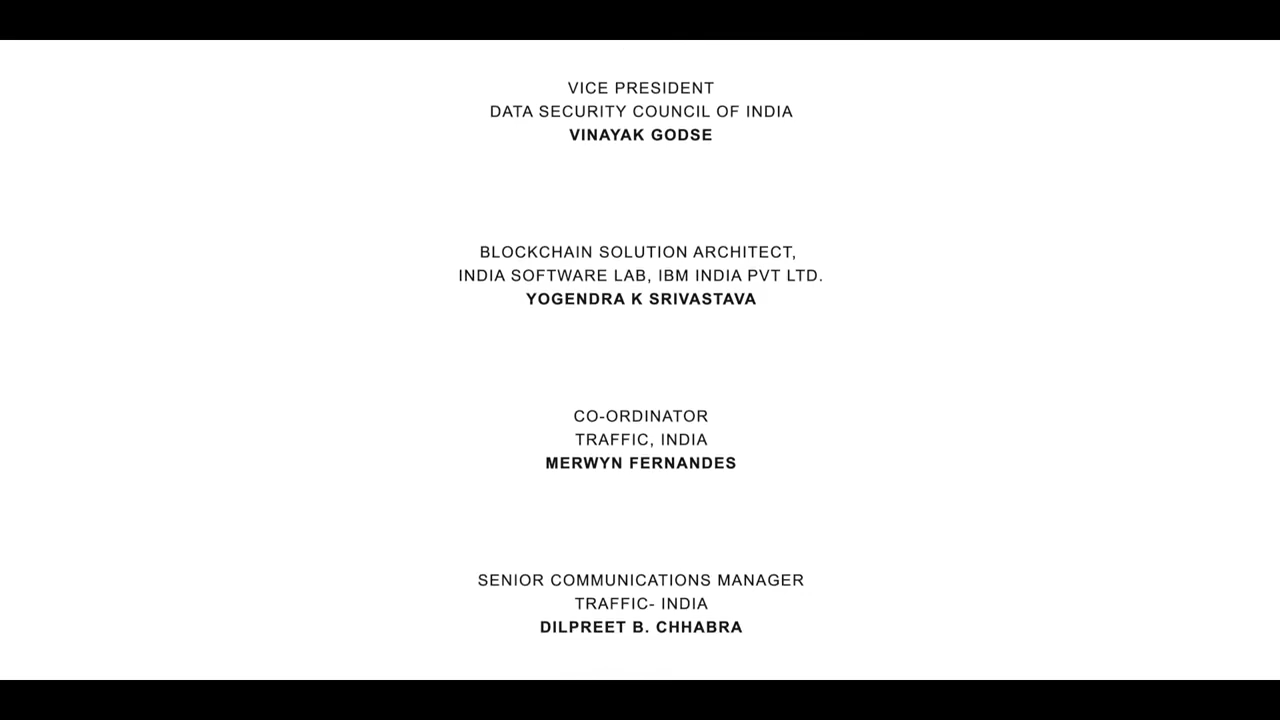 VICE PRESIDENT
DATA SECURITY COUNCIL OF INDIA
VINAYAK GODSE
BLOCKCHAIN SOLUTION ARCHITECT,
INDIA SOFTWARE LAB, IBM INDIA PVT LTD.
YOGENDRA K SRIVASTAVA
CO-ORDINATOR
TRAFFIC, INDIA
MERWYN FERNANDES
SENIOR COMMUNICATIONS MANAGER
TRAFFIC- INDIA
DILPREET B. CHHABRA